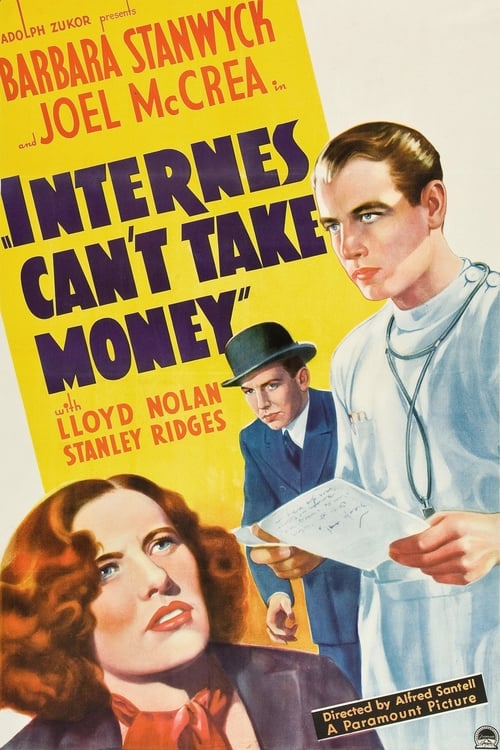 ADOLPH ZUKOR presents
BARBARA STANWYCK
and JOEL McCREA in
"INTERNES
CAN'T TAKE
MONEY"
with LLOYD NOLAN
STANLEY RIDGES
Directed by Alfred Santell
A Paramount Picture